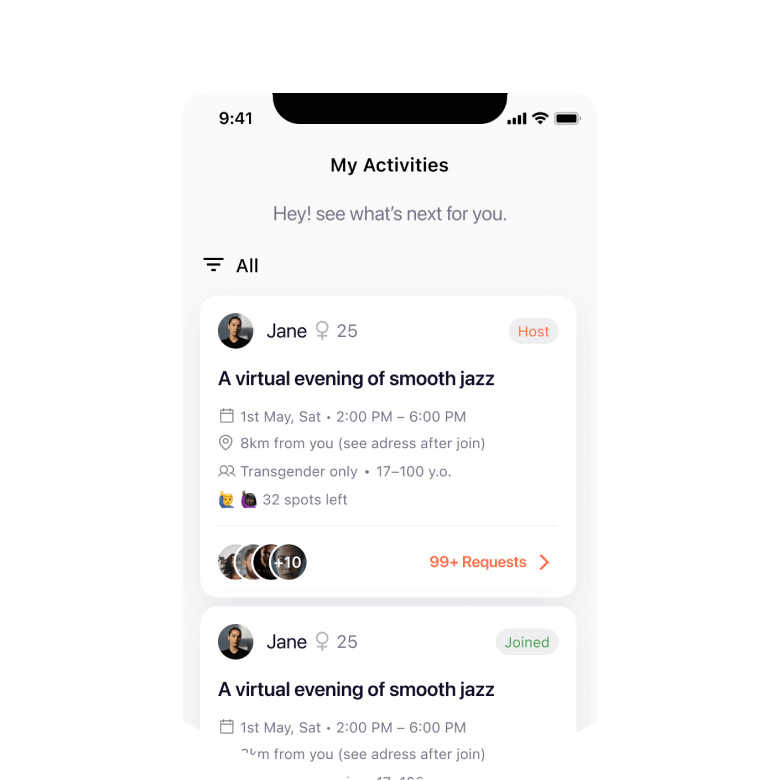 9:41
My Activities
Hey! see what's next for you.
All
Jane 25
Host
A virtual evening of smooth jazz
1st May, Sat • 2:00 PM – 6:00 PM
8km from you (see adress after join)
Transgender only • 17–100 y.o.
32 spots left
+10
99+ Requests
Jane 25
Joined
A virtual evening of smooth jazz
1st May, Sat • 2:00 PM – 6:00 PM
from you (see adress after join)